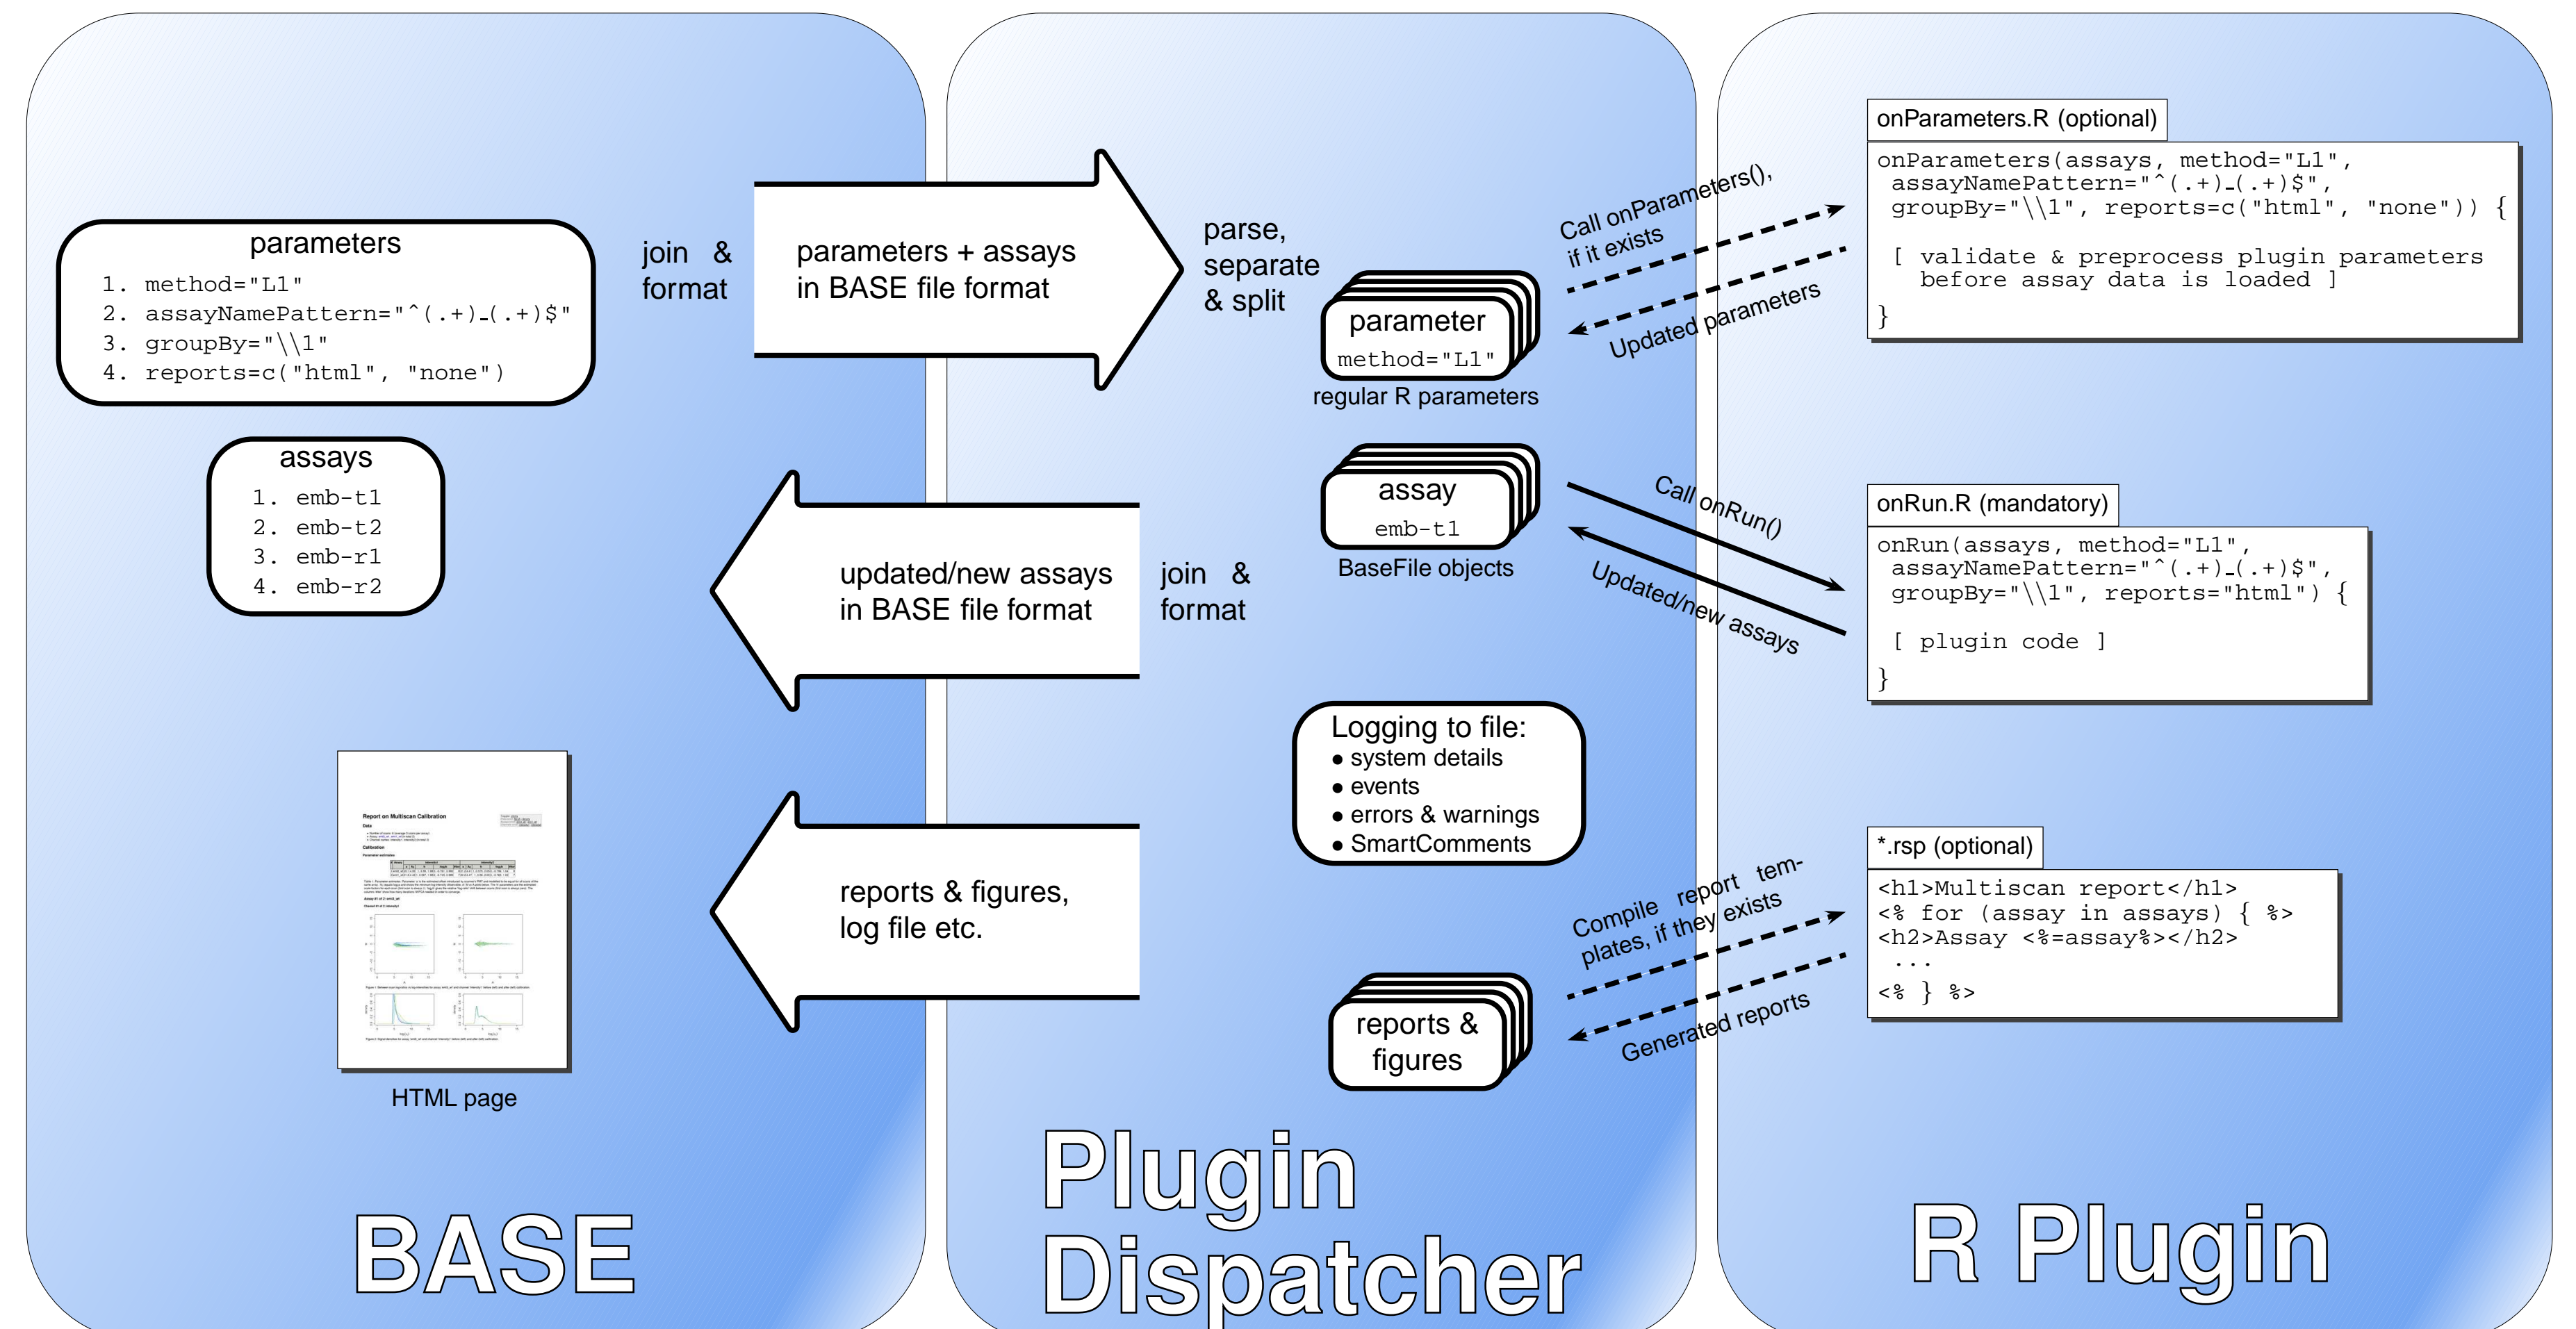 parameters
1. method="L1"
2. assayNamePattern="^(.+)_(.+)$"
3. groupBy="\\1"
4. reports=c("html", "none")
assays
1. emb-t1
2. emb-t2
3. emb-r1
4. emb-r2
join &
format
parameters + assays
in BASE file format
parse,
separate
& split
updated/new assays
in BASE file format
join &
format
reports & figures,
log file etc.
Report on Multiscan Calibration
Data
Calibration
Parameter estimates
HTML page
BASE
parameter
method="L1"
regular R parameters
assay
emb-t1
BaseFile objects
Logging to file:
● system details
● events
● errors & warnings
● SmartComments
reports &
figures
Plugin
Dispatcher
Call onParameters(),
if it exists
Updated parameters
Call onRun()
Updated/new assays
Compile report tem-
plates, if they exists
Generated reports
onParameters.R (optional)
onParameters(assays, method="L1",
assayNamePattern="^(.+)_(.+)$",
groupBy="\\1", reports=c("html", "none")) {
[ validate & preprocess plugin parameters
before assay data is loaded ]
}
onRun.R (mandatory)
onRun(assays, method="L1",
assayNamePattern="^(.+)_(.+)$",
groupBy="\\1", reports="html") {
[ plugin code ]
}
*.rsp (optional)
<h1>Multiscan report</h1>
<% for (assay in assays) { %>
<h2>Assay <%=assay%></h2>
...
<% } %>
R Plugin